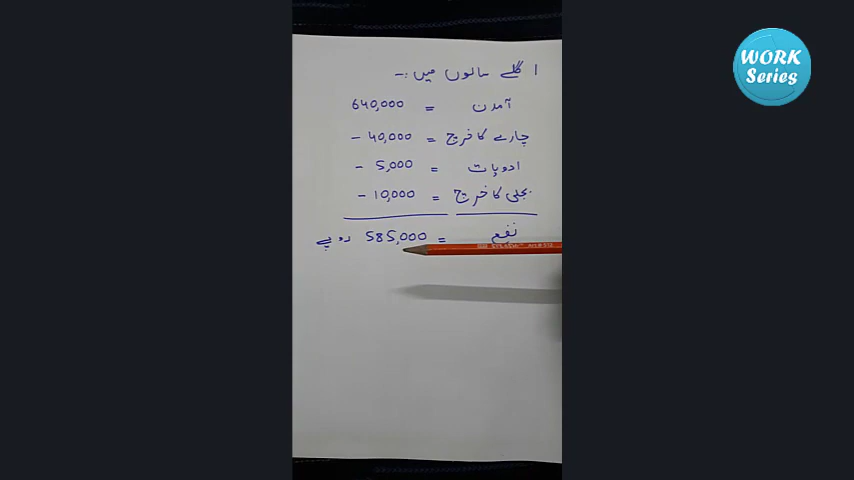 اگلے سالوں میں :-
آمدن = 640,000
چارے کا خرچ = 40,000 -
ادویات = 5,000 -
بجلی کا خرچ = 10,000 -
نفع = 585,000 روپے
WORK
Series